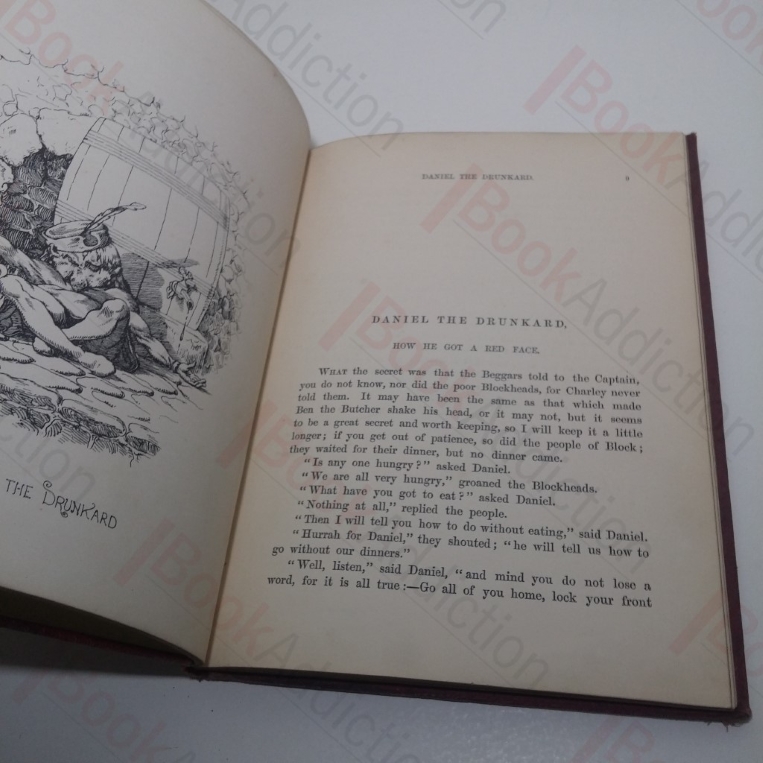 THE DRUNKARD
DANIEL THE DRUNKARD. 9
DANIEL THE DRUNKARD,
HOW HE GOT A RED FACE.
WHAT the secret was that the Beggars told to the Captain,
you do not know, nor did the poor Blockheads, for Charley never
told them. It may have been the same as that which made
Ben the Butcher shake his head, or it may not, but it seems
to be a great secret and worth keeping, so I will keep it a little
longer; if you get out of patience, so did the people of Block;
they waited for their dinner, but no dinner came.
"Is any one hungry?" asked Daniel.
"We are all very hungry," groaned the Blockheads.
"What have you got to eat?" asked Daniel.
"Nothing at all," replied the people.
"Then I will tell you how to do without eating," said Daniel.
"Hurrah for Daniel," they shouted; "he will tell us how to
go without our dinners."
"Well, listen," said Daniel, "and mind you do not lose a
word, for it is all true:—Go all of you home, lock your front
BookAddiction
BookAddiction
BookAddiction
BookAddiction
BookAddiction